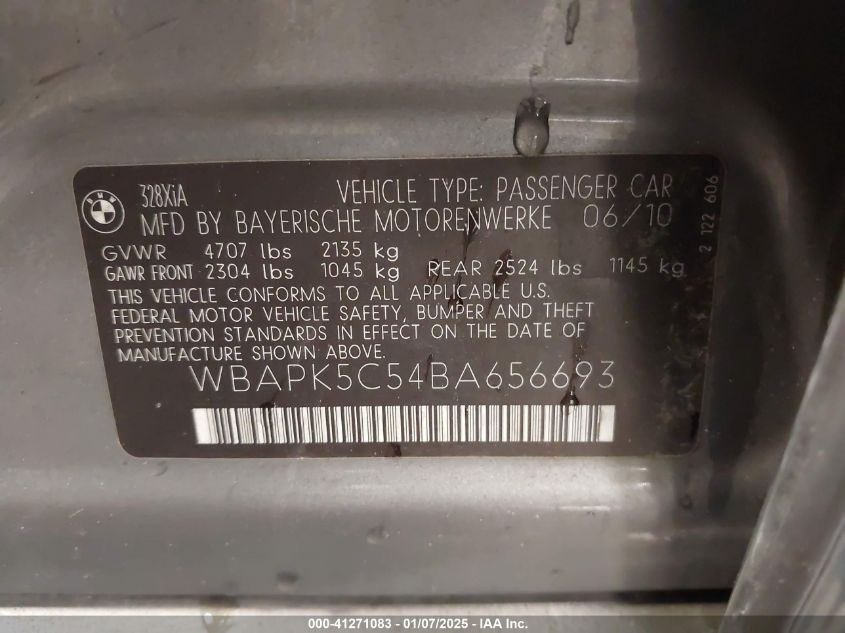 328XiA VEHICLE TYPE: PASSENGER CAR
MFD BY BAYERISCHE MOTORENWERKE 06/10
GVWR 4707 lbs 2135 kg
GAWR FRONT 2304 lbs 1045 kg REAR 2524 lbs 1145 kg
THIS VEHICLE CONFORMS TO ALL APPLICABLE U.S.
FEDERAL MOTOR VEHICLE SAFETY, BUMPER AND THEFT
PREVENTION STANDARDS IN EFFECT ON THE DATE OF
MANUFACTURE SHOWN ABOVE.
WBAPK5C54BA656693
2 122 606
000-41271083 - 01/07/2025 - IAA Inc.